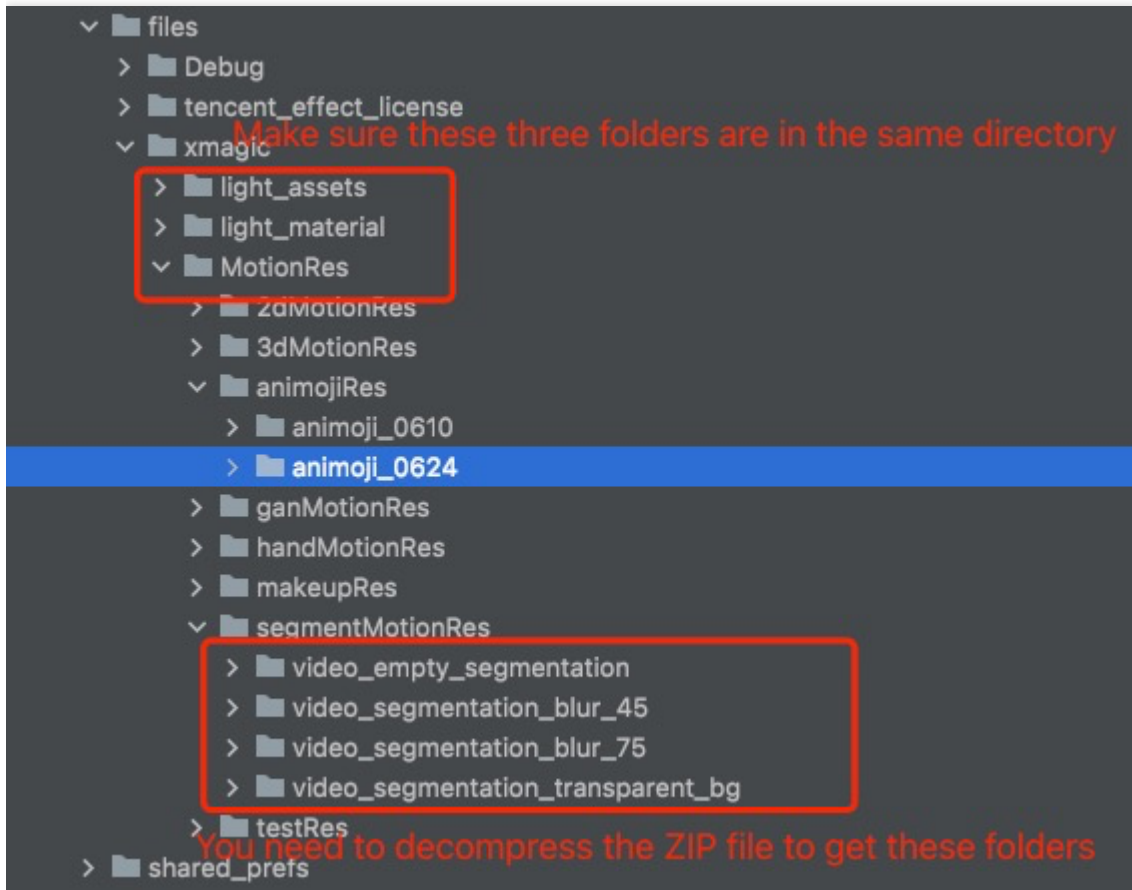 files
Debug
tencent_effect_license
Make sure these three folders are in the same directory
xmagic
light_assets
light_material
MotionRes
2dMotionRes
3dMotionRes
animojiRes
animoji_0610
animoji_0624
ganMotionRes
handMotionRes
makeupRes
segmentMotionRes
video_empty_segmentation
video_segmentation_blur_45
video_segmentation_blur_75
video_segmentation_transparent_bg
testRes
You need to decompress the ZIP file to get these folders
shared_prefs